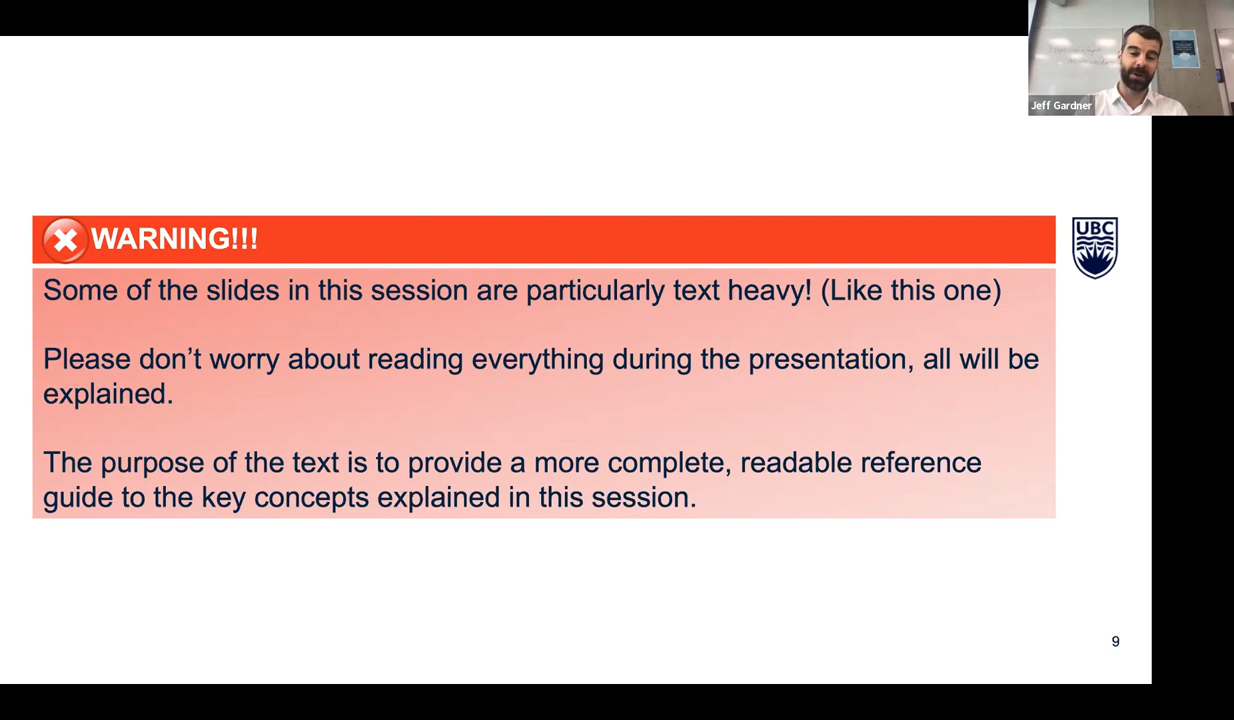 Jeff Gardner
WARNING!!!
UBC
Some of the slides in this session are particularly text heavy! (Like this one)
Please don’t worry about reading everything during the presentation, all will be
explained.
The purpose of the text is to provide a more complete, readable reference
guide to the key concepts explained in this session.
9